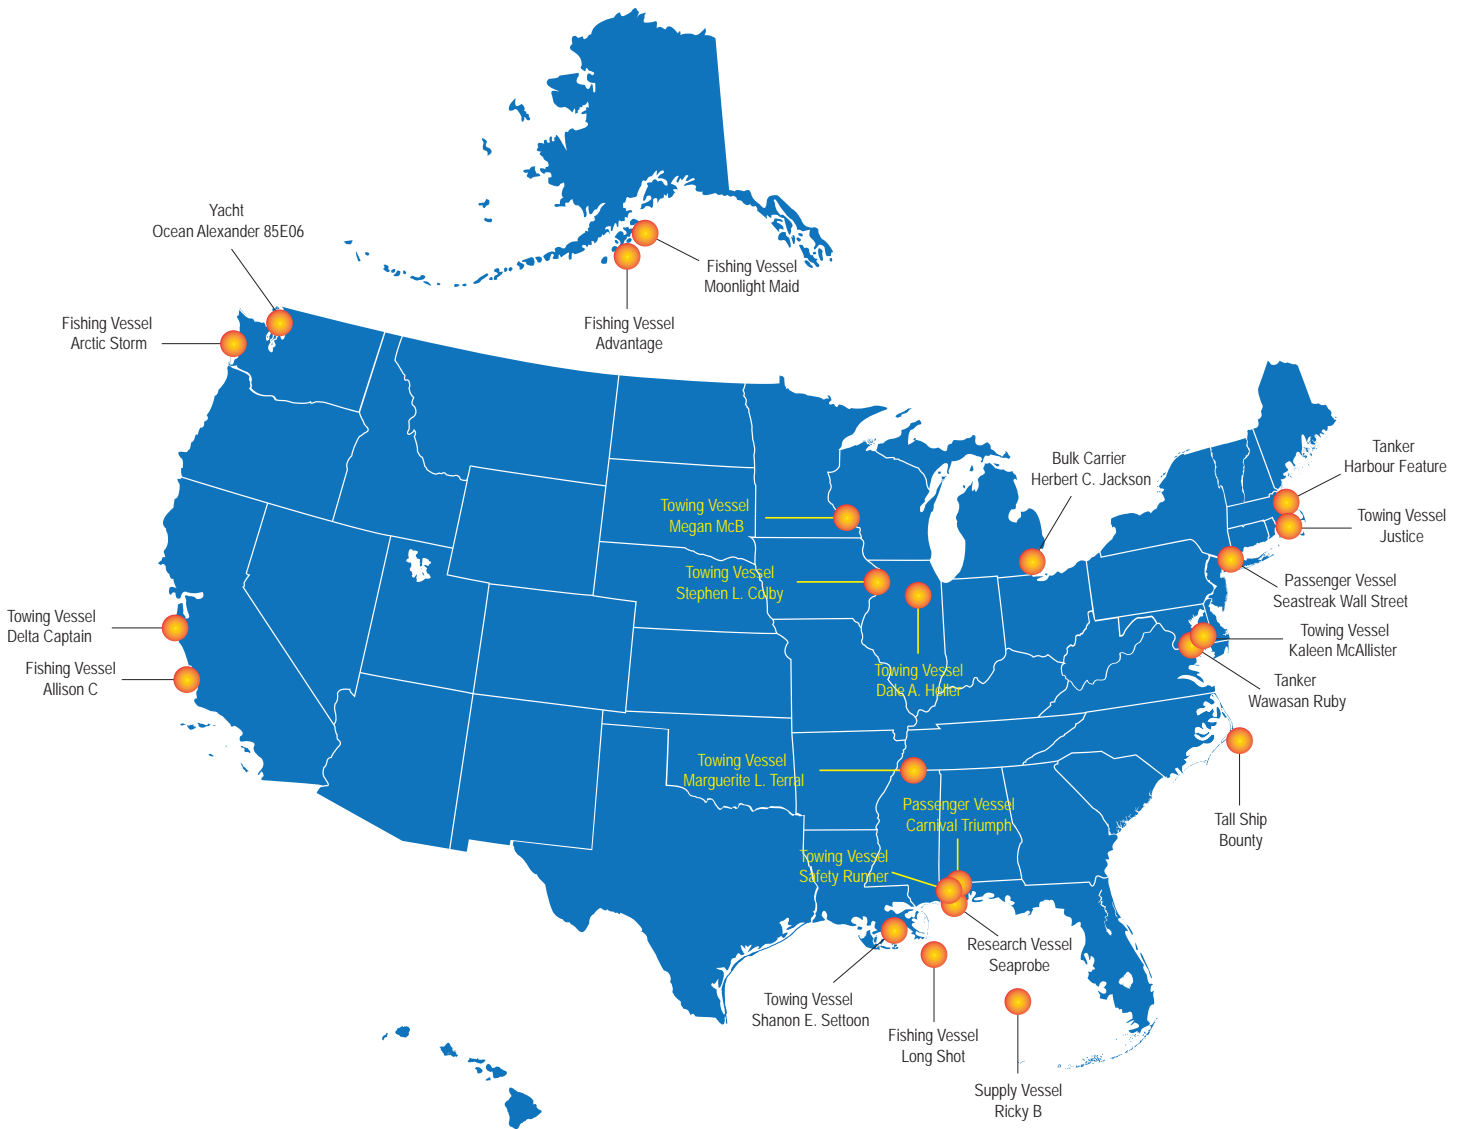 Yacht
Ocean Alexander 85E06
Fishing Vessel
Moonlight Maid
Fishing Vessel
Arctic Storm
Fishing Vessel
Advantage
Tanker
Harbour Feature
Bulk Carrier
Herbert C. Jackson
Towing Vessel
Megan McB
Towing Vessel
Justice
Towing Vessel
Stephen L. Colby
Passenger Vessel
Seastreak Wall Street
Towing Vessel
Delta Captain
Towing Vessel
Kaleen McAllister
Fishing Vessel
Allison C
Towing Vessel
Dale A. Heller
Tanker
Wawasan Ruby
Towing Vessel
Marguerite L. Terral
Passenger Vessel
Carnival Triumph
Tall Ship
Bounty
Towing Vessel
Safety Runner
Research Vessel
Seaprobe
Towing Vessel
Shanon E. Settoon
Fishing Vessel
Long Shot
Supply Vessel
Ricky B